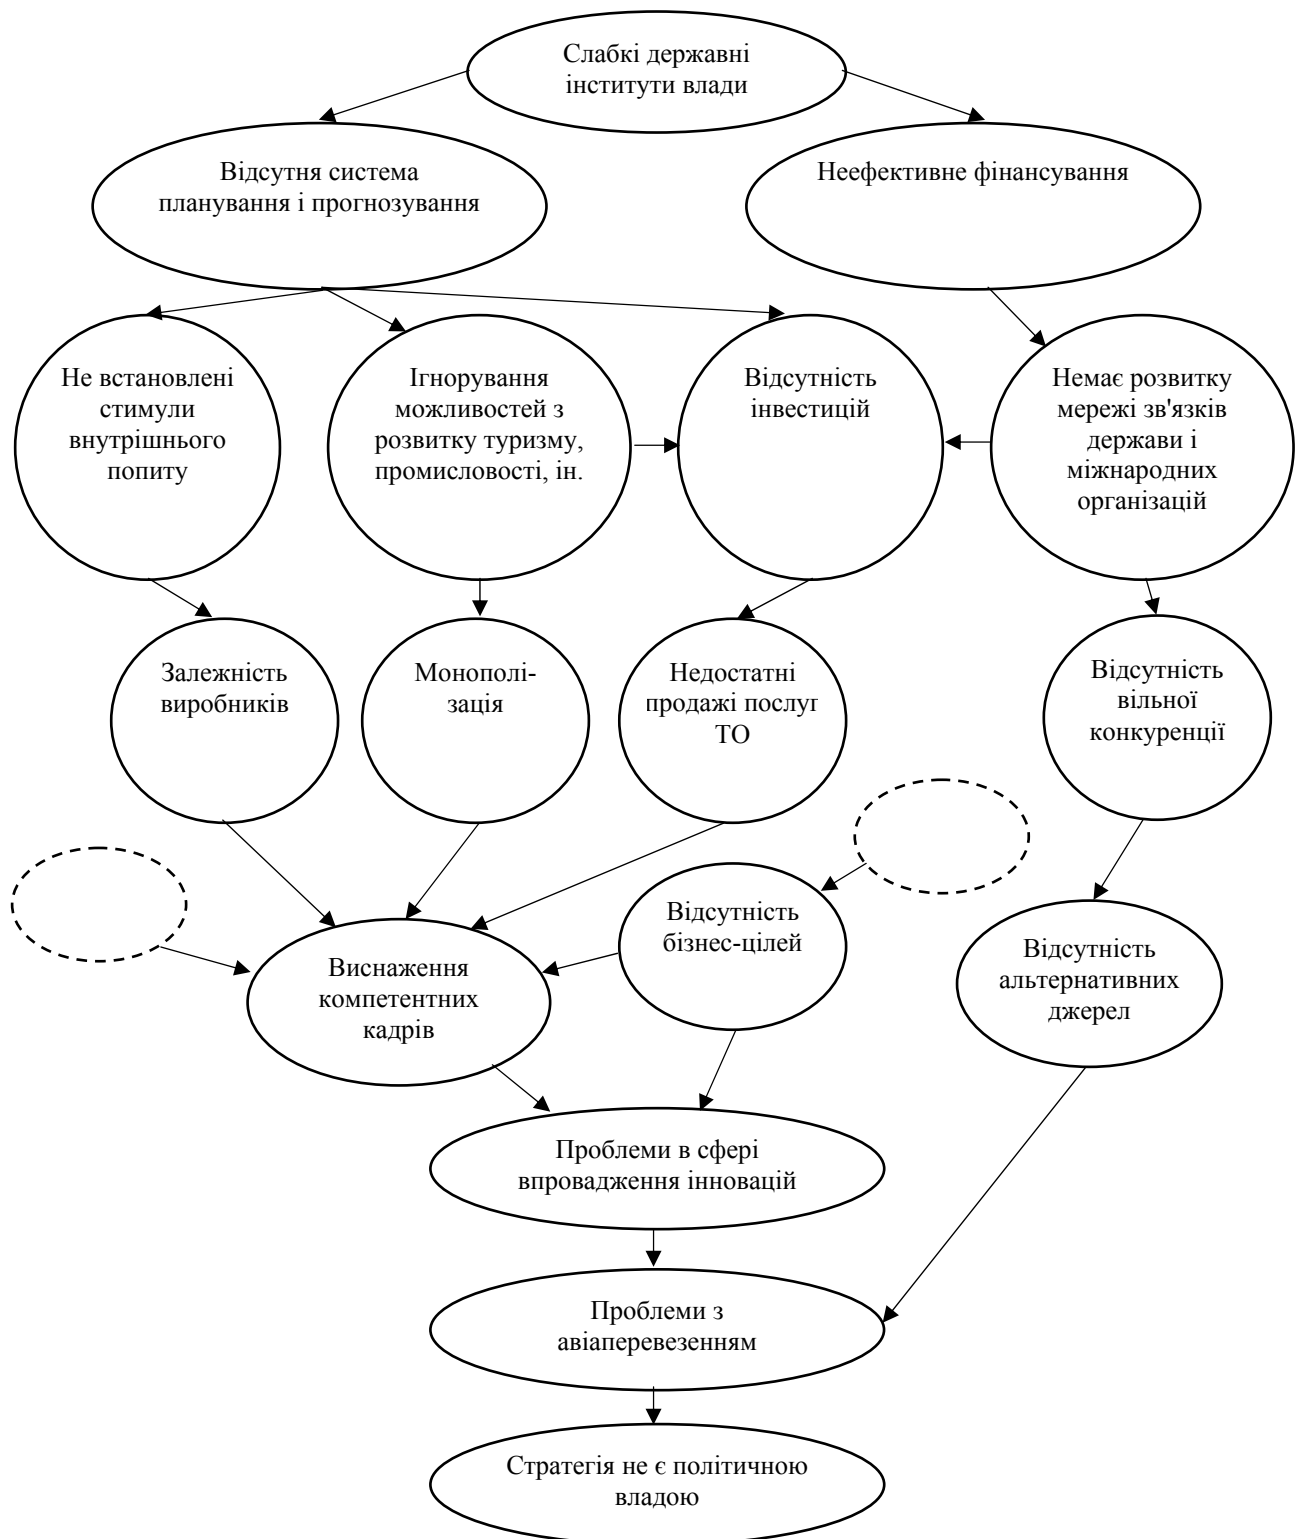 Слабкі державні
інститути влади
Відсутня система
планування і прогнозування
Неефективне фінансування
Не встановлені
стимули
внутрішнього
попиту
Ігнорування
можливостей з
розвитку туризму,
промисловості, ін.
Відсутність
інвестицій
Немає розвитку
мережі зв'язків
держави і
міжнародних
організацій
Залежність
виробників
Монополі-
зація
Недостатні
продажі послуг
ТО
Відсутність
вільної
конкуренції
Відсутність
бізнес-цілей
Виснаження
компетентних
кадрів
Відсутність
альтернативних
джерел
Проблеми в сфері
впровадження інновацій
Проблеми з
авіаперевезенням
Стратегія не є політичною
владою